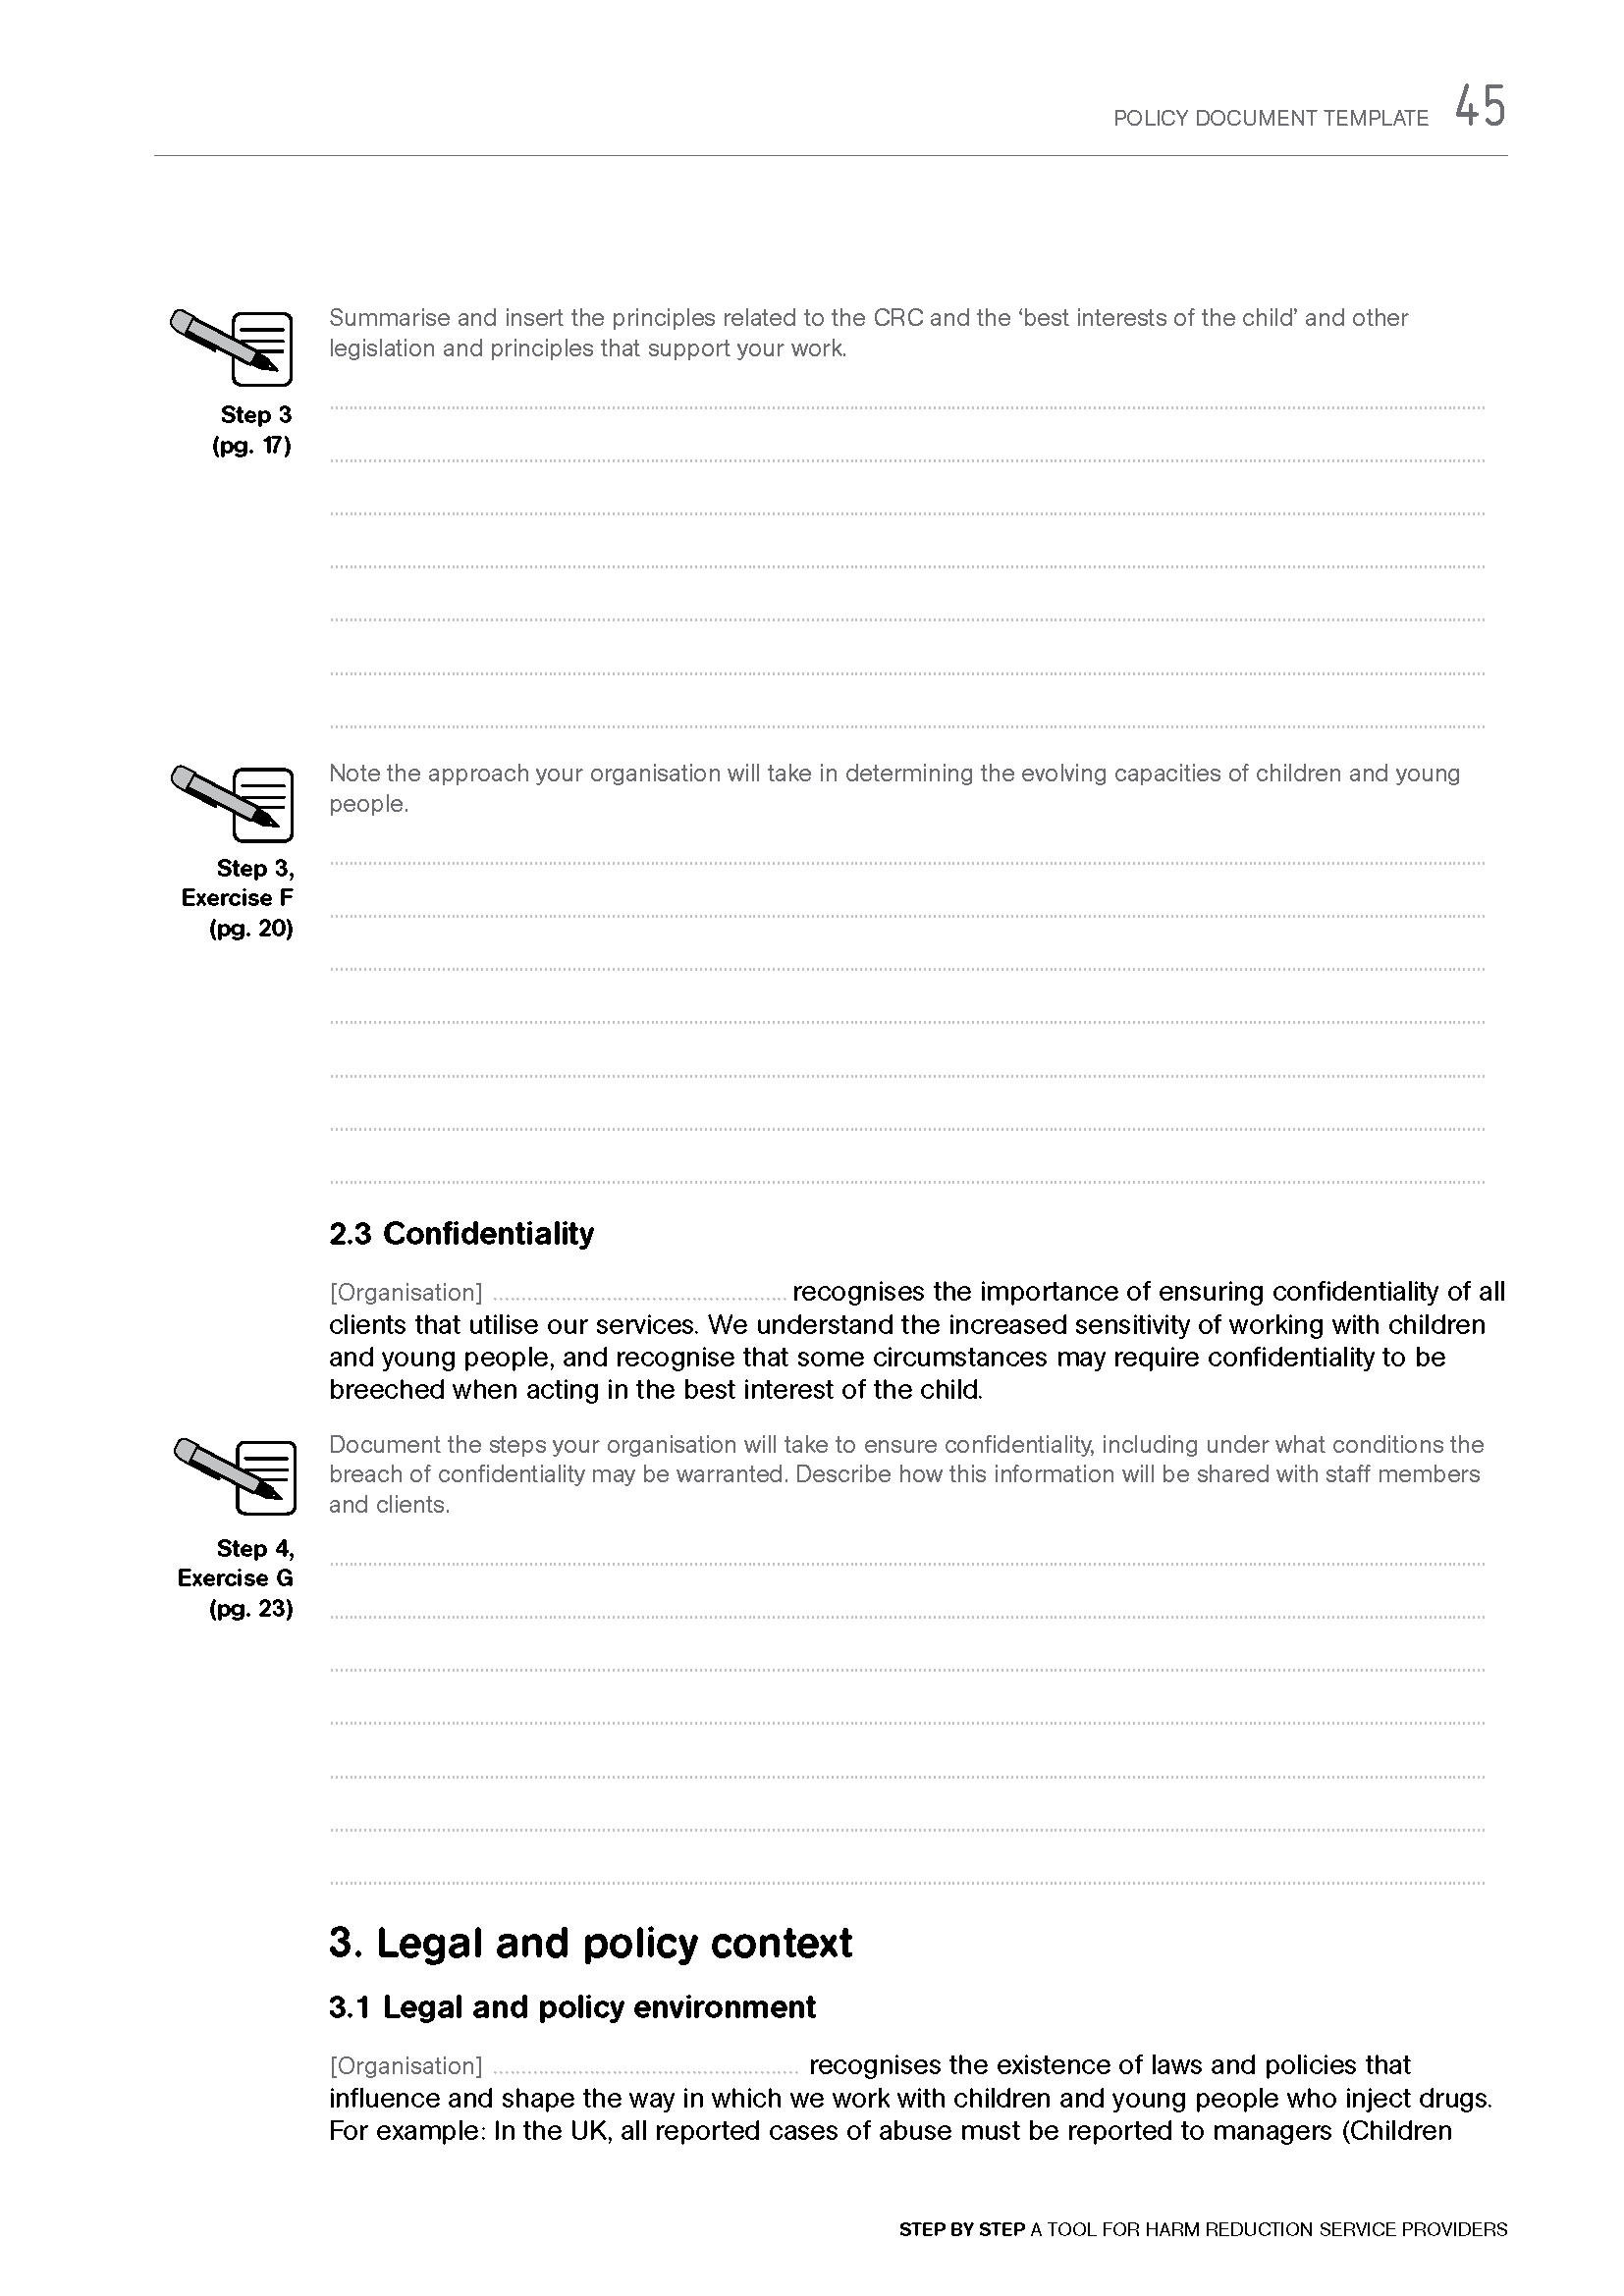 POLICY DOCUMENT TEMPLATE 45
Summarise and insert the principles related to the CRC and the ‘best interests of the child’ and other
legislation and principles that support your work.
Step 3
(pg. 17)
Note the approach your organisation will take in determining the evolving capacities of children and young
people.
Step 3,
Exercise F
(pg. 20)
2.3 Confidentiality
[Organisation] ................................................ recognises the importance of ensuring confidentiality of all
clients that utilise our services. We understand the increased sensitivity of working with children
and young people, and recognise that some circumstances may require confidentiality to be
breeched when acting in the best interest of the child.
Document the steps your organisation will take to ensure confidentiality, including under what conditions the
breach of confidentiality may be warranted. Describe how this information will be shared with staff members
and clients.
Step 4,
Exercise G
(pg. 23)
3. Legal and policy context
3.1 Legal and policy environment
[Organisation] ................................................ recognises the existence of laws and policies that
influence and shape the way in which we work with children and young people who inject drugs.
For example: In the UK, all reported cases of abuse must be reported to managers (Children
STEP BY STEP A TOOL FOR HARM REDUCTION SERVICE PROVIDERS